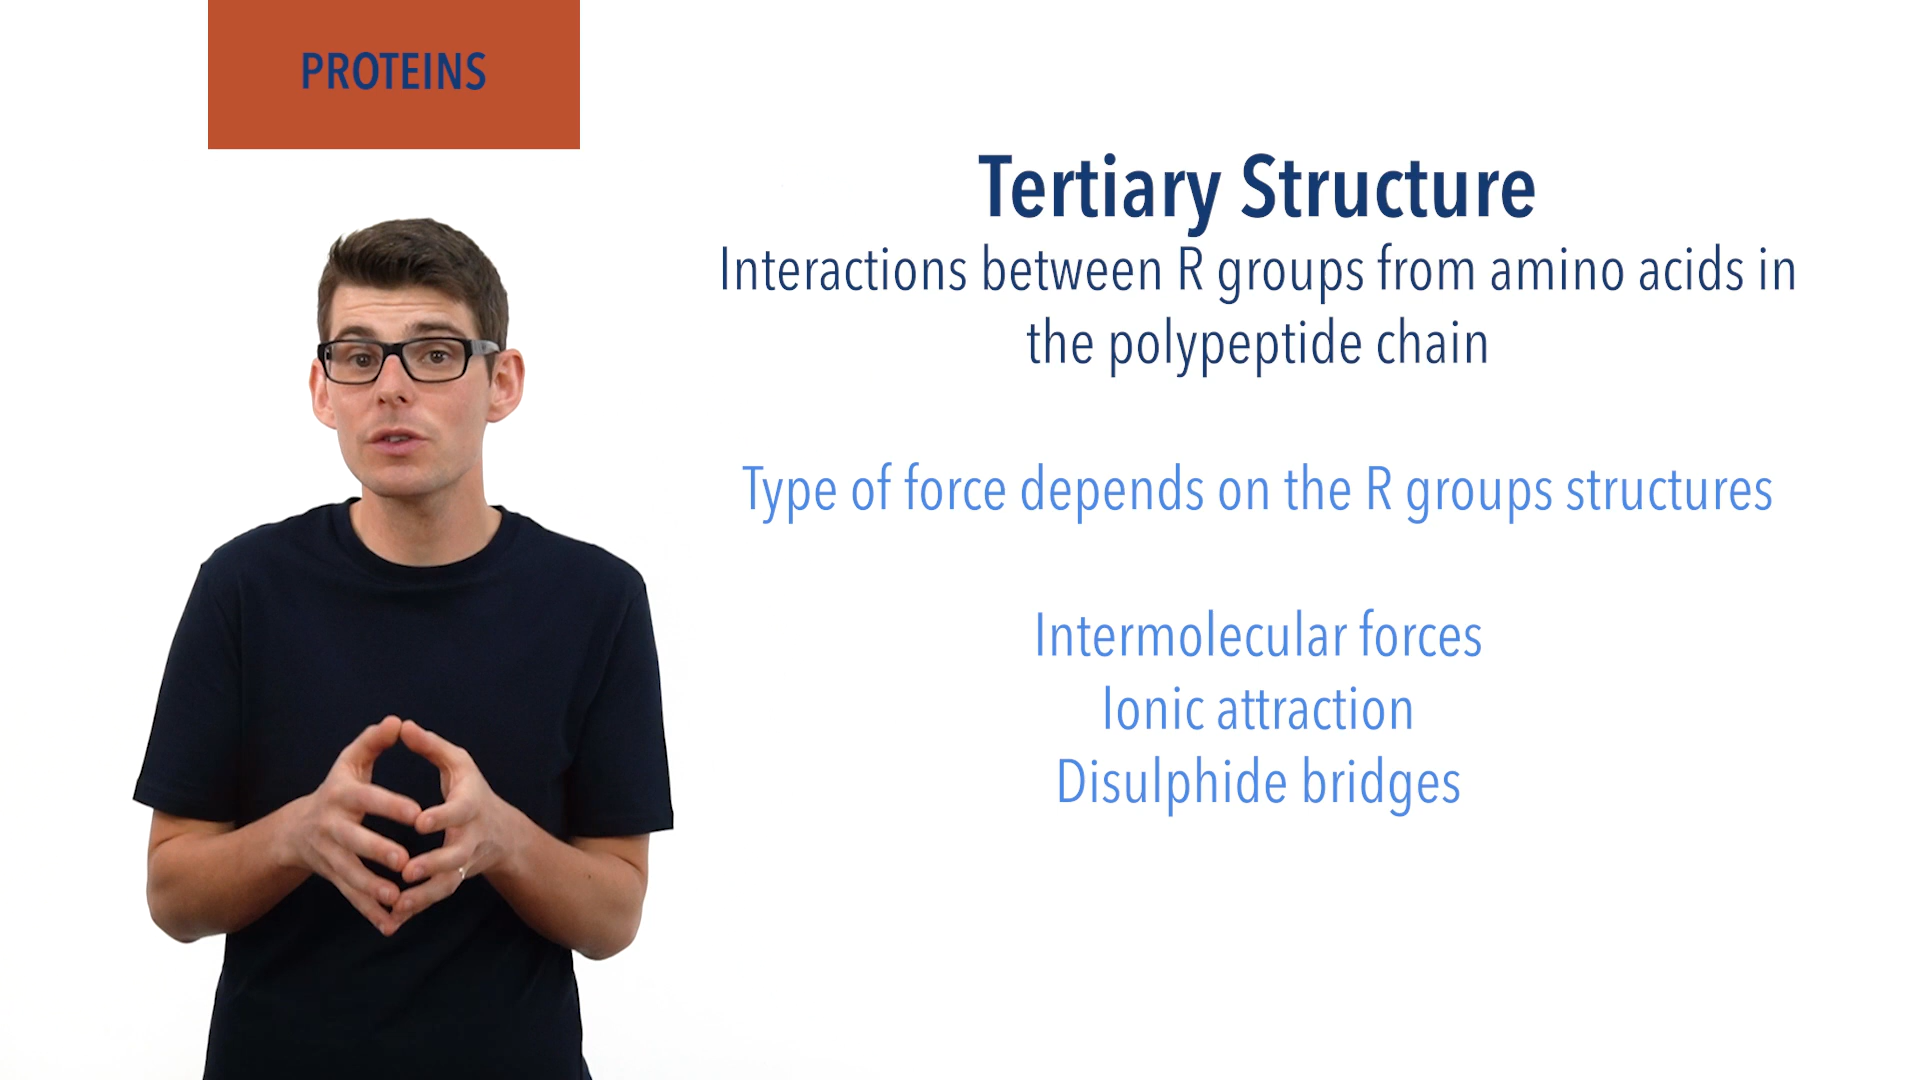 PROTEINS
Tertiary Structure
Interactions between R groups from amino acids in
the polypeptide chain
Type of force depends on the R groups structures
Intermolecular forces
Ionic attraction
Disulphide bridges